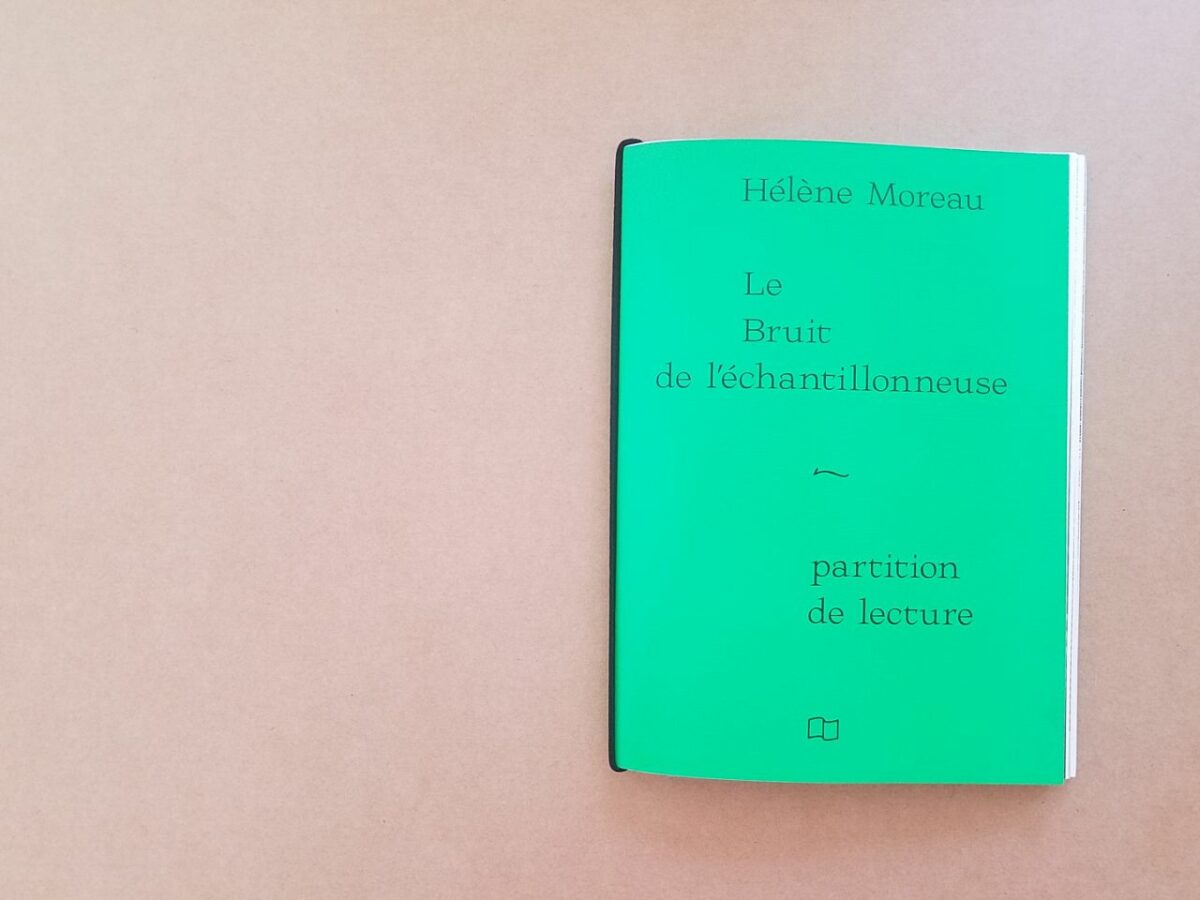 Hélène Moreau
Le
Bruit
de l'échantillonneuse
~
partition
de lecture